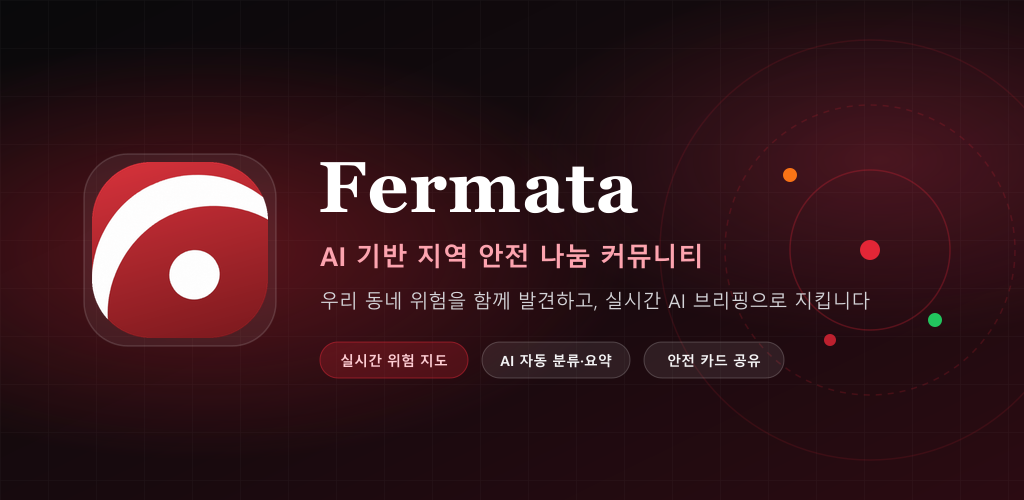 Fermata
AI 기반 지역 안전 나눔 커뮤니티
우리 동네 위험을 함께 발견하고, 실시간 AI 브리핑으로 지킵니다
실시간 위험 지도
AI 자동 분류·요약
안전 카드 공유